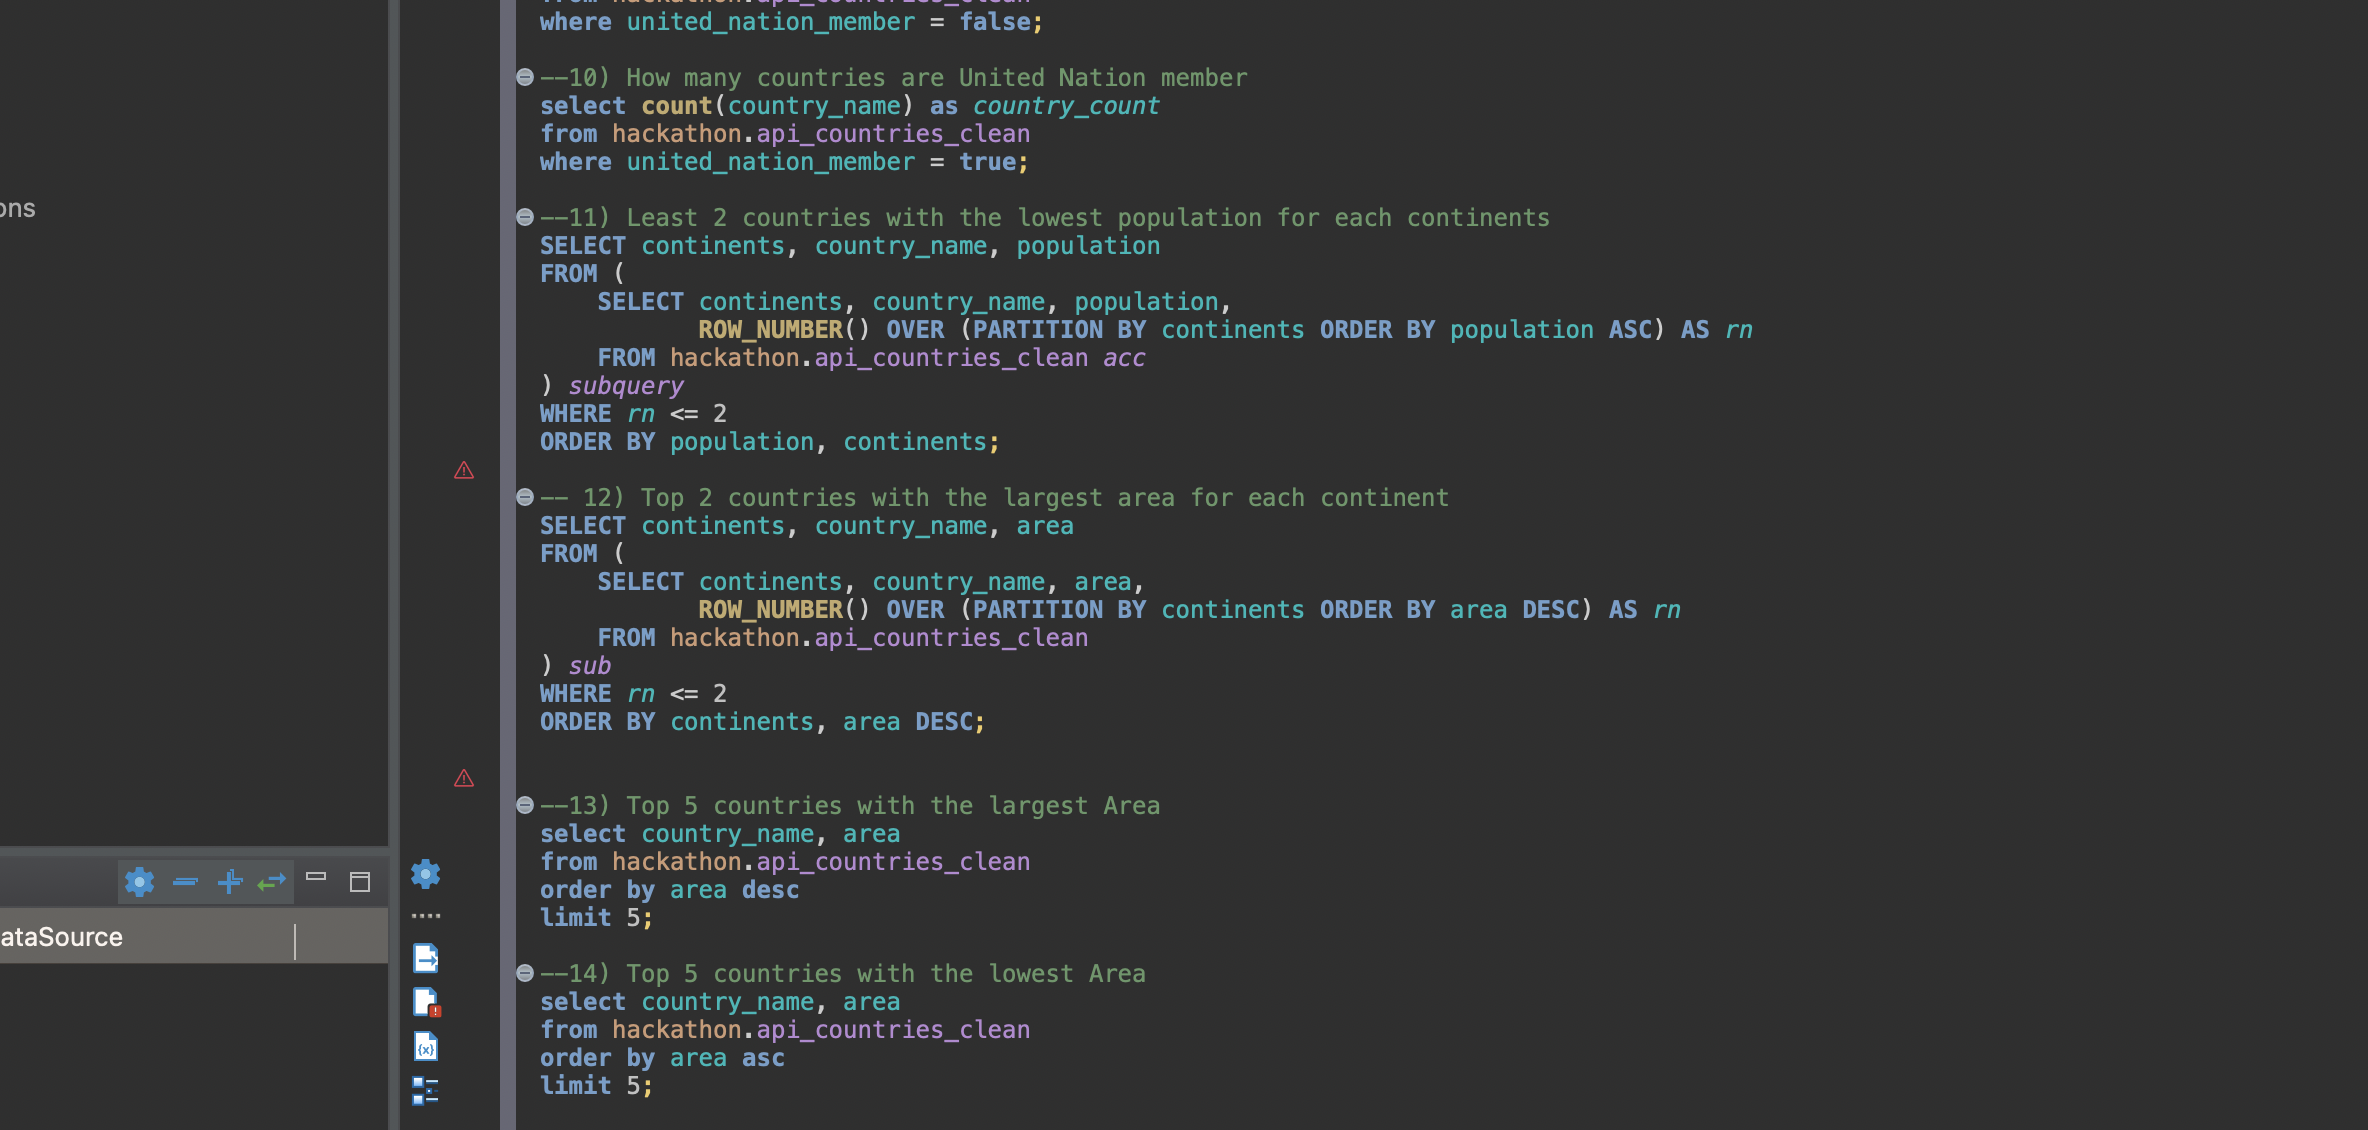 from hackathon.api_countries_clean
where united_nation_member = false;
--10) How many countries are United Nation member
select count(country_name) as country_count
from hackathon.api_countries_clean
where united_nation_member = true;
--11) Least 2 countries with the lowest population for each continents
SELECT continents, country_name, population
FROM (
SELECT continents, country_name, population,
ROW_NUMBER() OVER (PARTITION BY continents ORDER BY population ASC) AS rn
FROM hackathon.api_countries_clean acc
) subquery
WHERE rn <= 2
ORDER BY population, continents;
-- 12) Top 2 countries with the largest area for each continent
SELECT continents, country_name, area
FROM (
SELECT continents, country_name, area,
ROW_NUMBER() OVER (PARTITION BY continents ORDER BY area DESC) AS rn
FROM hackathon.api_countries_clean
) sub
WHERE rn <= 2
ORDER BY continents, area DESC;
--13) Top 5 countries with the largest Area
select country_name, area
from hackathon.api_countries_clean
order by area desc
limit 5;
--14) Top 5 countries with the lowest Area
select country_name, area
from hackathon.api_countries_clean
order by area asc
limit 5;
ons
ataSource